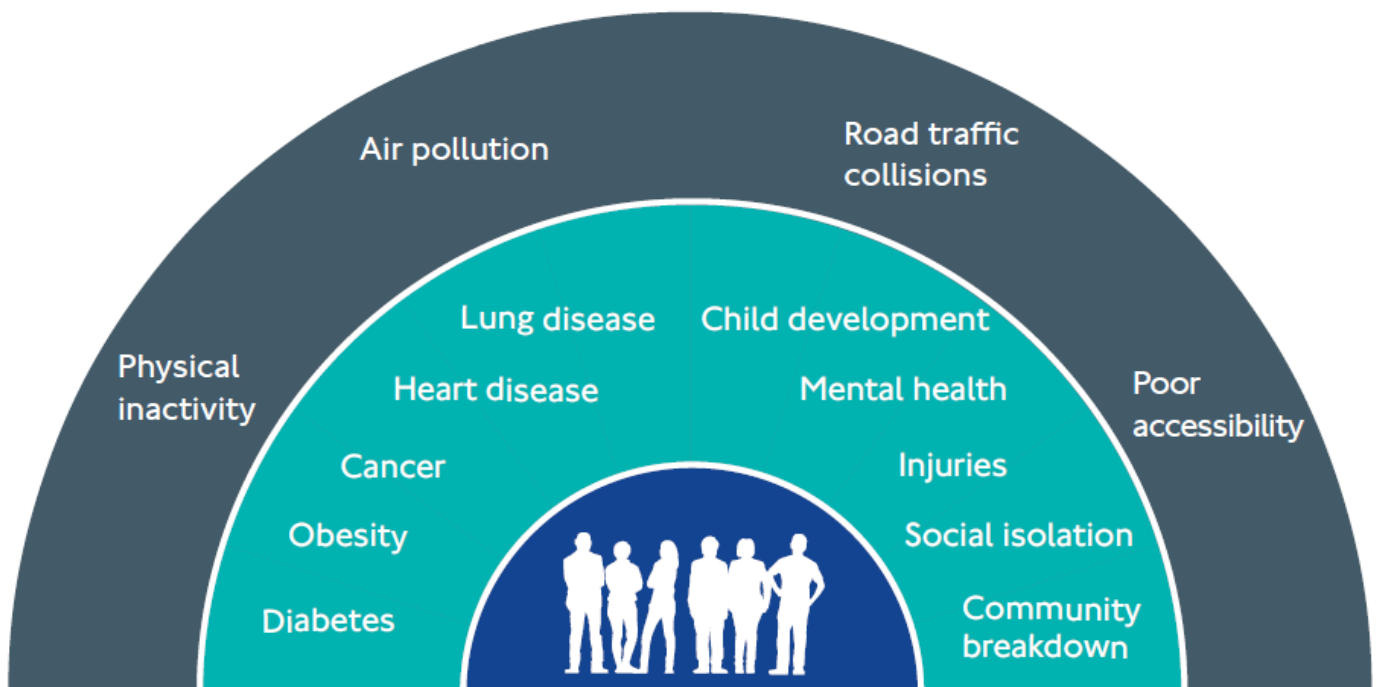 Air pollution
Road traffic
collisions
Physical
inactivity
Poor
accessibility
Lung disease
Child development
Heart disease
Mental health
Cancer
Injuries
Obesity
Social isolation
Diabetes
Community
breakdown